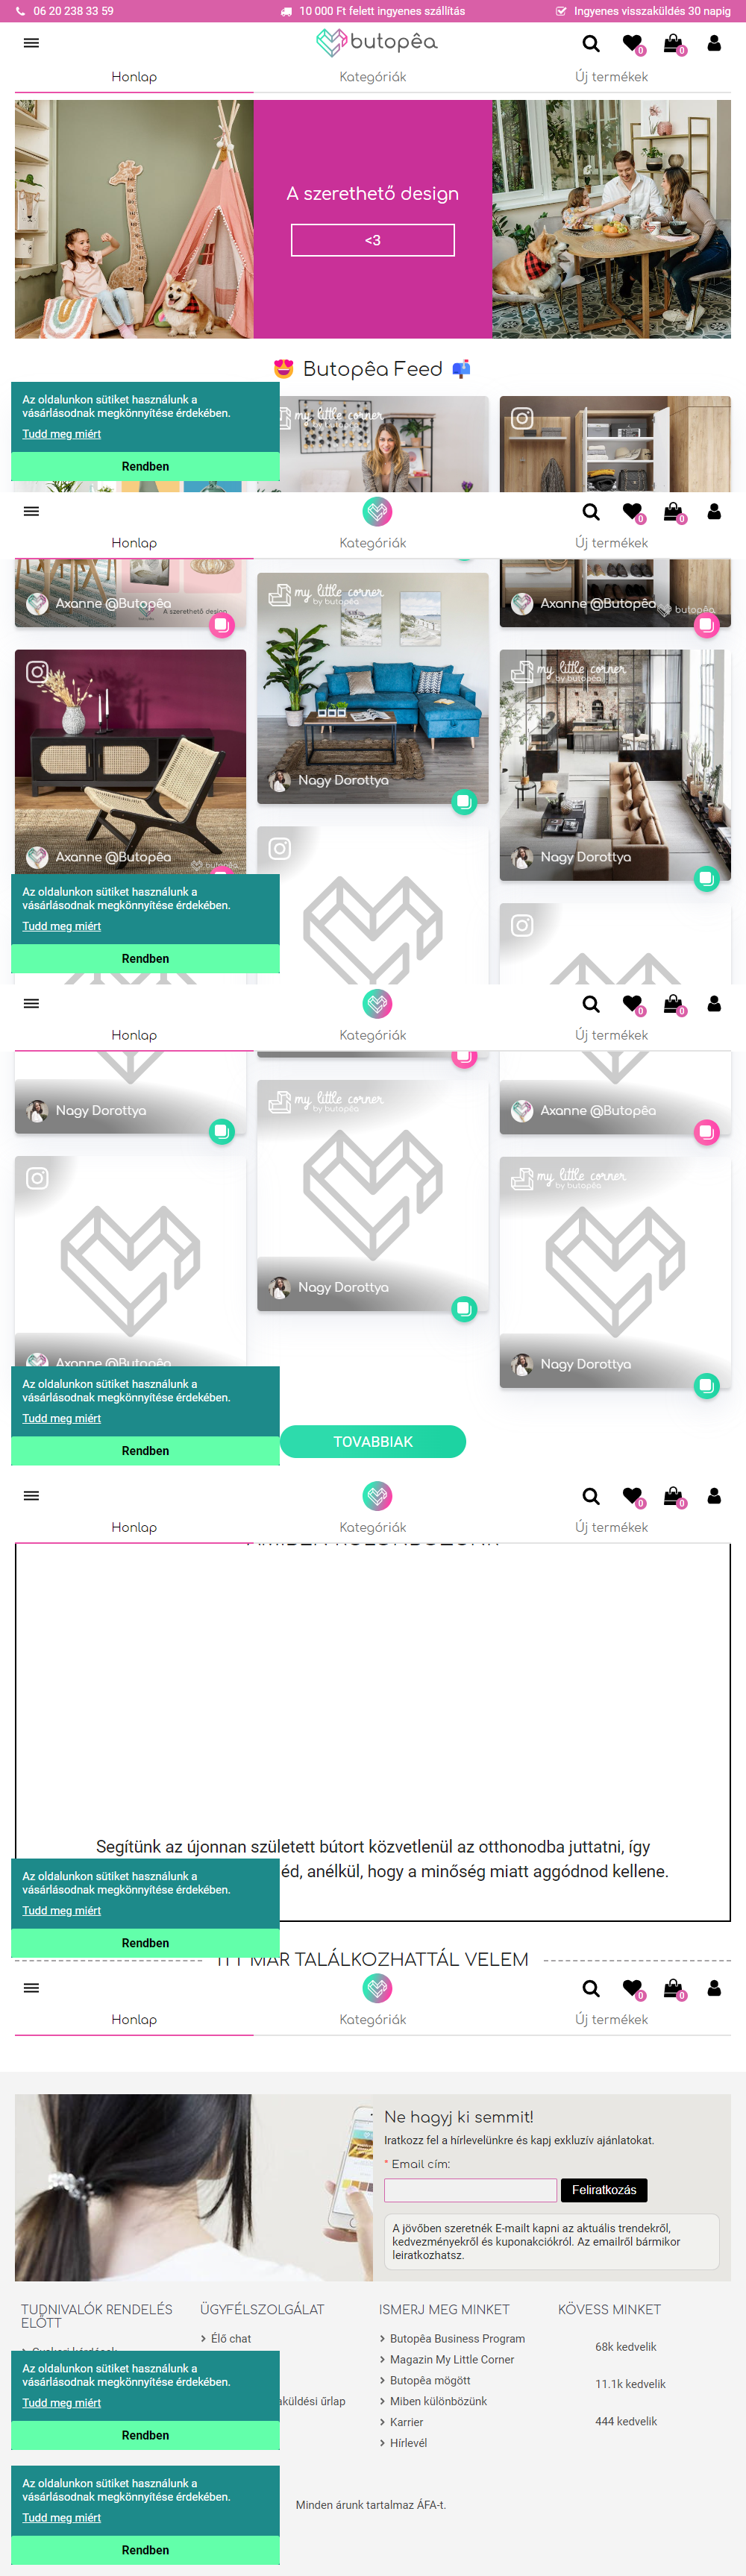 06 20 238 33 59
10 000 Ft felett ingyenes szállítás
Ingyenes visszaküldés 30 napig
butopêa
0
0
Honlap
Kategóriák
Új termékek
A szerethető design
<3
Butopêa Feed
my little corner
by butopêa
Az oldalunkon sütiket használunk a
vásárlásodnak megkönnyítése érdekében.
Tudd meg miért
Rendben
0
0
Honlap
Kategóriák
Új termékek
Axanne @Butopêa
A szerethető design
my little corner
by butopêa
Axanne @Butopêa
butopêa
my little corner
by butopêa
Nagy Dorottya
Axanne @Butopêa
butopêa
Nagy Dorottya
Az oldalunkon sütiket használunk a
vásárlásodnak megkönnyítése érdekében.
Tudd meg miért
Rendben
0
0
Honlap
Kategóriák
Új termékek
Nagy Dorottya
my little corner
by butopêa
Axanne @Butopêa
my little corner
by butopêa
Nagy Dorottya
Axanne @Butopêa
Nagy Dorottya
Az oldalunkon sütiket használunk a
vásárlásodnak megkönnyítése érdekében.
Tudd meg miért
Rendben
TOVABBIAK
0
0
Honlap
Kategóriák
Új termékek
Segítünk az újonnan született bútort közvetlenül az otthonodba juttatni, így
éd, anélkül, hogy a minőség miatt aggódnod kellene.
Az oldalunkon sütiket használunk a
vásárlásodnak megkönnyítése érdekében.
Tudd meg miért
Rendben
ITT MÁR TALÁLKOZHATTÁL VELEM
0
0
Honlap
Kategóriák
Új termékek
Ne hagyj ki semmit!
Iratkozz fel a hírlevelünkre és kapj exkluzív ajánlatokat.
* Email cím:
Feliratkozás
A jövőben szeretnék E-mailt kapni az aktuális trendekről,
kedvezményekről és kuponakciókról. Az emailről bármikor
leiratkozhatsz.
TUDNIVALÓK RENDELÉS
ELŐTT
ÜGYFÉLSZOLGÁLAT
Élő chat
aküldési űrlap
ISMERJ MEG MINKET
Butopêa Business Program
Magazin My Little Corner
Butopêa mögött
Miben különbözünk
Karrier
Hírlevél
KÖVESS MINKET
68k kedvelik
11.1k kedvelik
444 kedvelik
Az oldalunkon sütiket használunk a
vásárlásodnak megkönnyítése érdekében.
Tudd meg miért
Rendben
Az oldalunkon sütiket használunk a
vásárlásodnak megkönnyítése érdekében.
Tudd meg miért
Rendben
Minden árunk tartalmaz ÁFA-t.